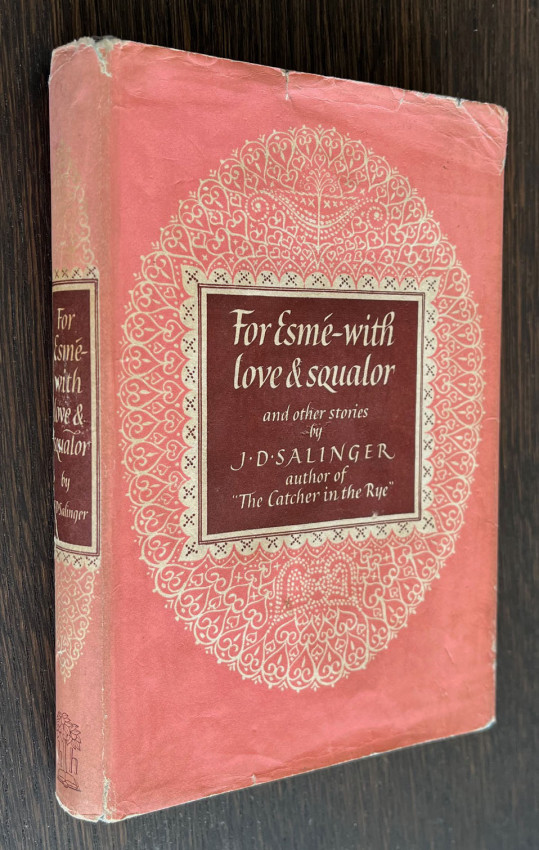 For Esmé-with
love & squalor
and other stories
by
J·D·SALINGER
author of
"The Catcher in the Rye"
For
Esmé-
with
love &
squalor
by
JDSalinger